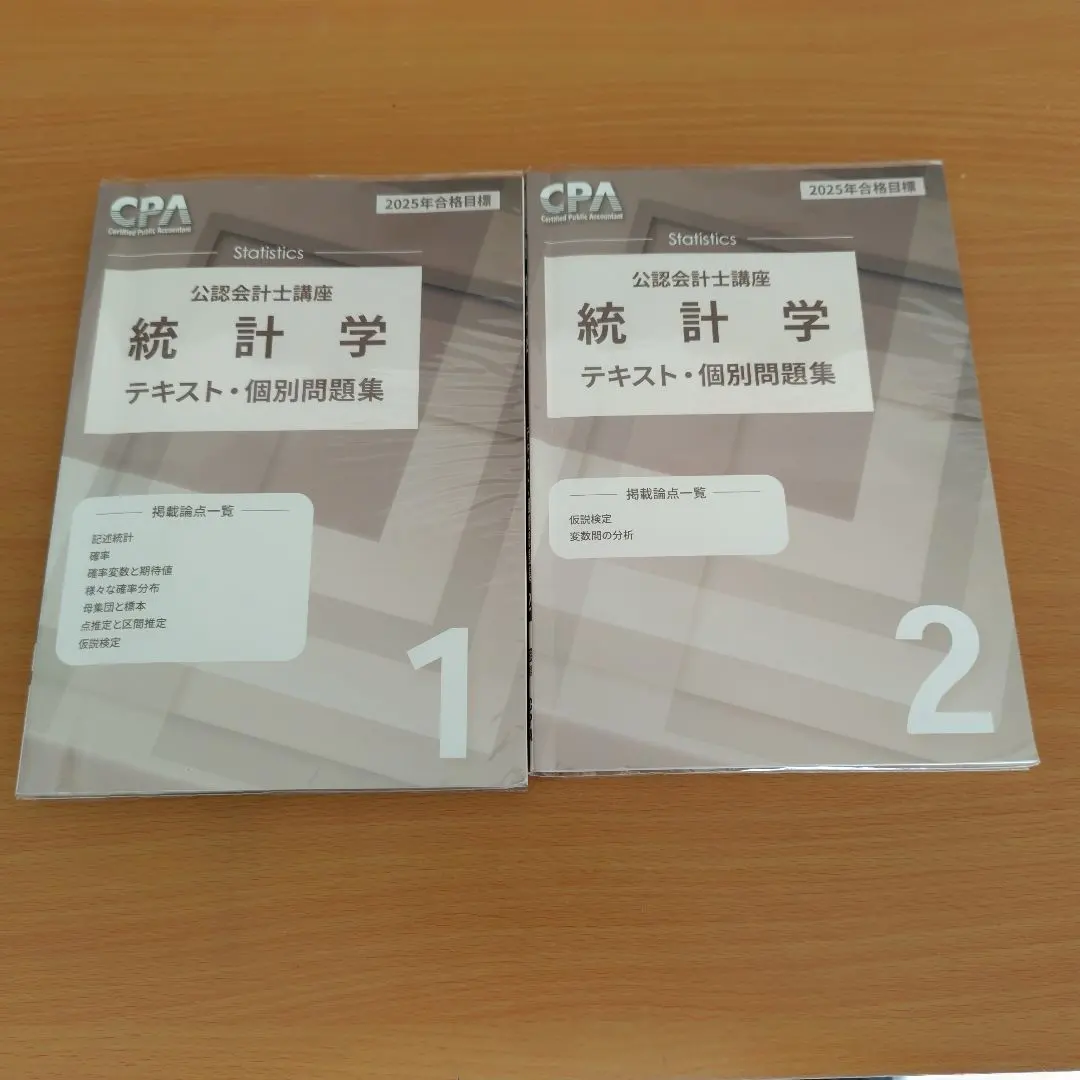 CPA
Certified Public Accountant
2025年合格目標
Statistics
公認会計士講座
統計学
テキスト・個別問題集
掲載論点一覧
記述統計
確率
確率変数と期待値
様々な確率分布
母集団と標本
点推定と区間推定
仮説検定
1
CPA
Certified Public Accountant
2025年合格目標
Statistics
公認会計士講座
統計学
テキスト・個別問題集
掲載論点一覧
仮説検定
変数間の分析
2